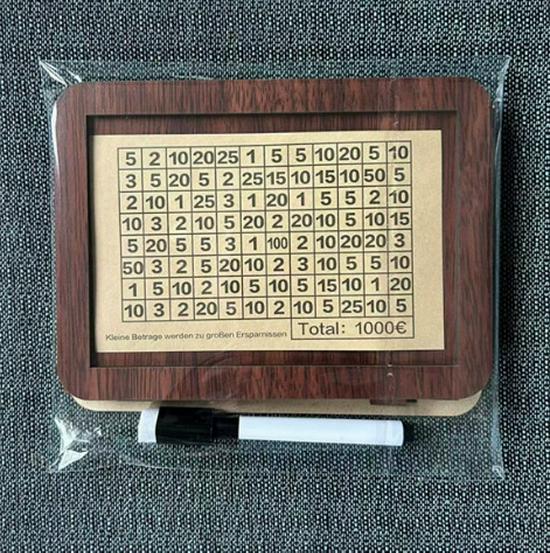 5 2 10 20 25 1 5 5 10 20 5 10
3 5 20 5 2 25 15 10 15 10 50 5
2 10 1 25 3 1 20 1 5 5 2 10
10 3 2 10 5 20 2 20 10 5 10 15
5 20 5 5 3 1 100 2 10 20 20 3
50 3 2 5 20 10 2 3 10 5 5 10
1 5 10 2 10 5 10 5 15 10 1 20
10 3 2 20 5 10 2 10 5 25 10 5
Kleine Betrage werden zu großen Ersparnissen
Total: 1000€